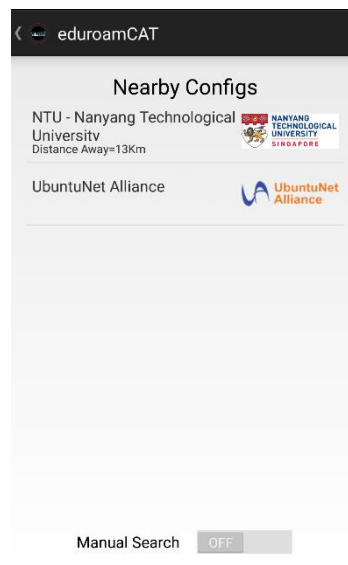 eduroamCAT
Nearby Configs
NTU - Nanyang Technological
University
Distance Away=13Km
NANYANG
TECHNOLOGICAL
UNIVERSITY
SINGAPORE
UbuntuNet Alliance
UbuntuNet
Alliance
Manual Search OFF